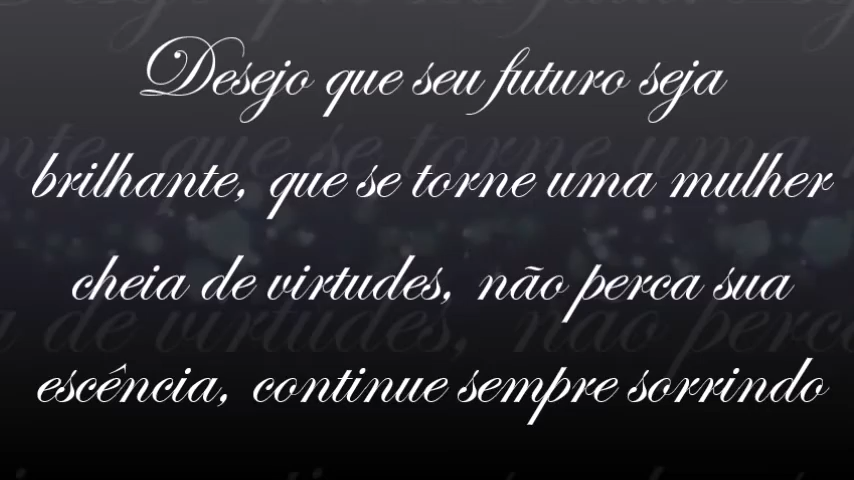 Desejo que seu futuro seja
brilhante, que se torne uma mulher
cheia de virtudes, não perca sua
escência, continue sempre sorrindo